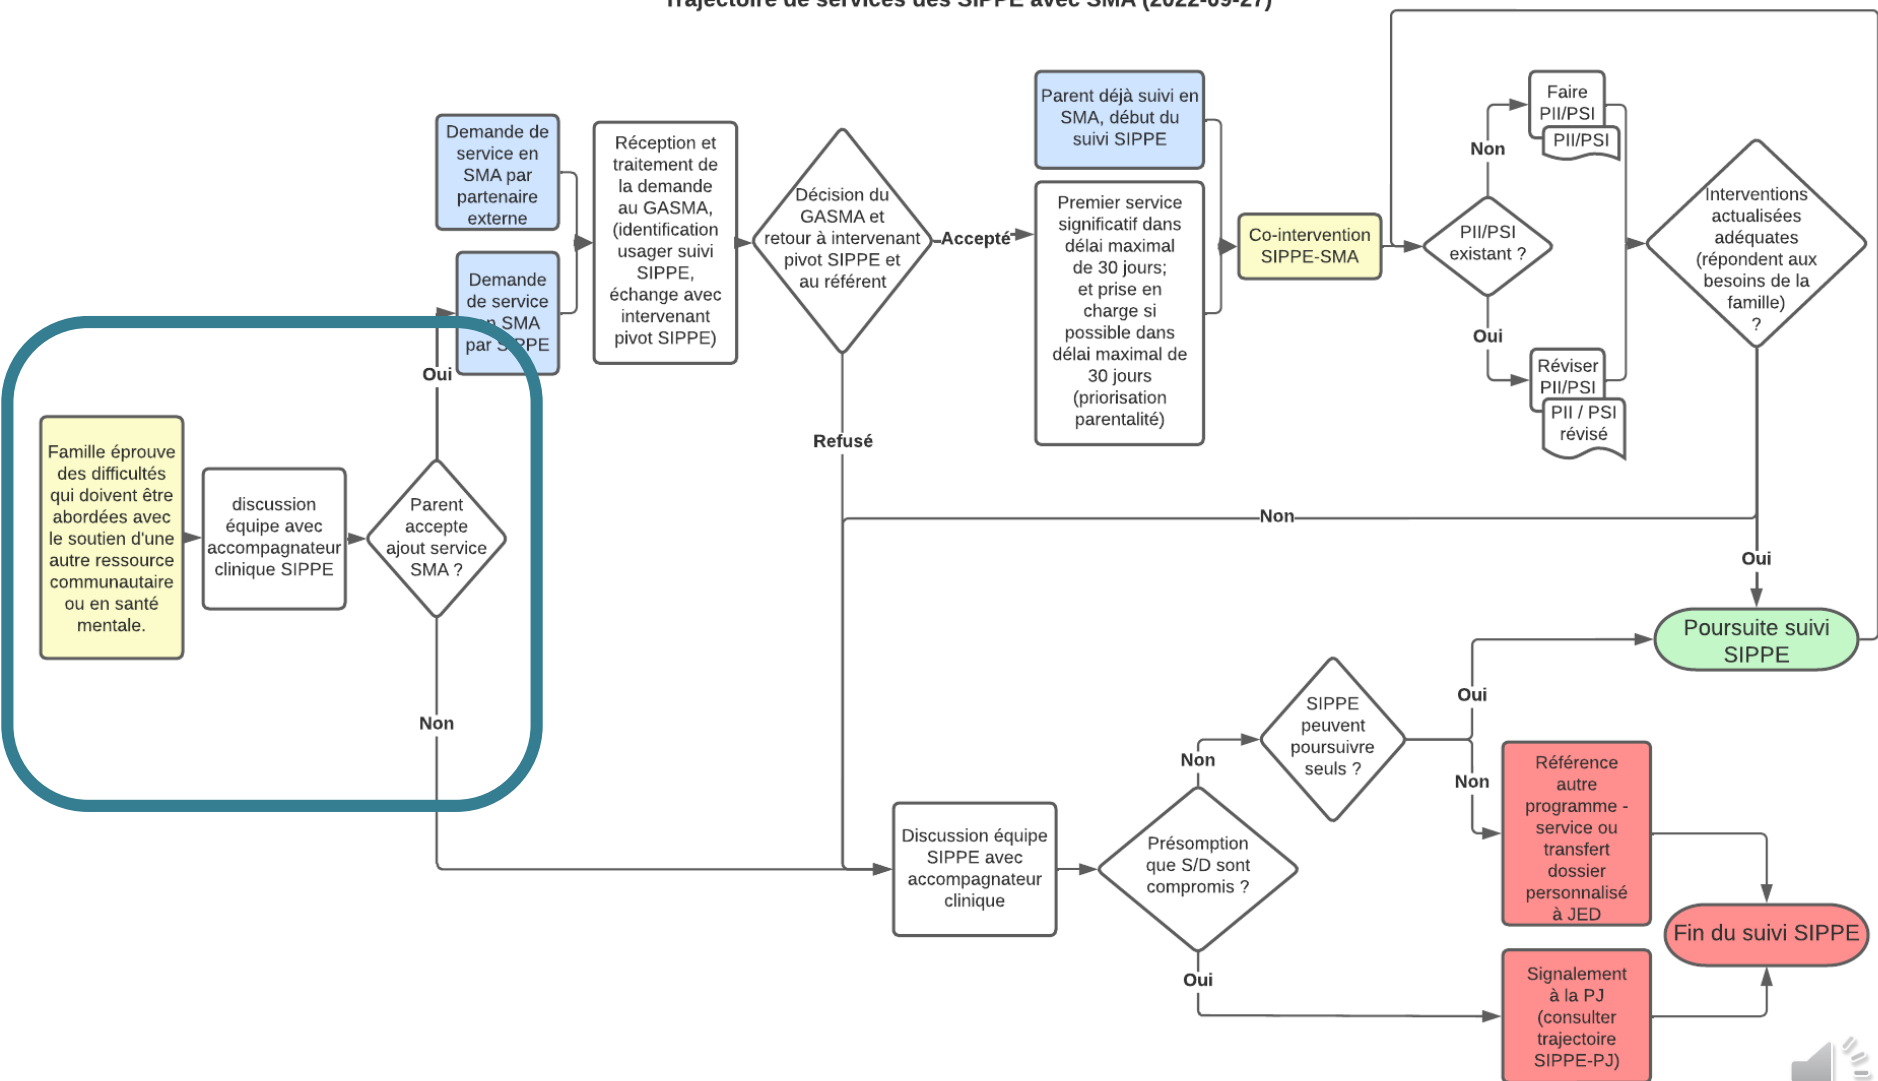 Trajectoire de services des SIPPE avec SMA (2022-09-27)
Demande de
service en
SMA par
partenaire
externe
Demande
de service
en SMA
par SIPPE
Réception et
traitement de
la demande
au GASMA,
(identification
usager suivi
SIPPE,
échange avec
intervenant
pivot SIPPE)
Décision du
GASMA et
retour à intervenant
pivot SIPPE et
au référent
Accepté
Refusé
Parent déjà suivi en
SMA, début du
suivi SIPPE
Premier service
significatif dans
délai maximal
de 30 jours;
et prise en
charge si
possible dans
délai maximal de
30 jours
(priorisation
parentalité)
Co-intervention
SIPPE-SMA
PII/PSI
existant ?
Non
Oui
Faire
PII/PSI
PII/PSI
Réviser
PII/PSI
PII / PSI
révisé
Interventions
actualisées
adéquates
(répondent aux
besoins de la
famille)
?
Non
Oui
Poursuite suivi
SIPPE
Famille éprouve
des difficultés
qui doivent être
abordées avec
le soutien d'une
autre ressource
communautaire
ou en santé
mentale.
discussion
équipe avec
accompagnateur
clinique SIPPE
Parent
accepte
ajout service
SMA ?
Oui
Non
Discussion équipe
SIPPE avec
accompagnateur
clinique
Présomption
que S/D sont
compromis ?
Non
Oui
SIPPE
peuvent
poursuivre
seuls ?
Oui
Non
Référence
autre
programme -
service ou
transfert
dossier
personnalisé
à JED
Signalement
à la PJ
(consulter
trajectoire
SIPPE-PJ)
Fin du suivi SIPPE